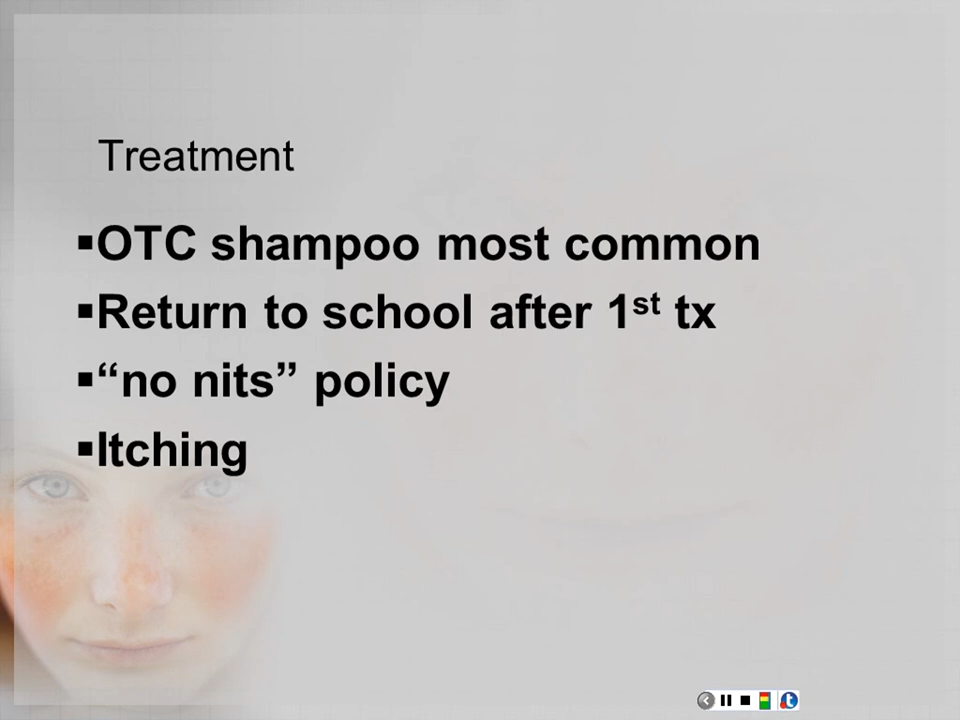 Treatment
▪OTC shampoo most common
▪Return to school after 1st tx
▪“no nits” policy
▪Itching